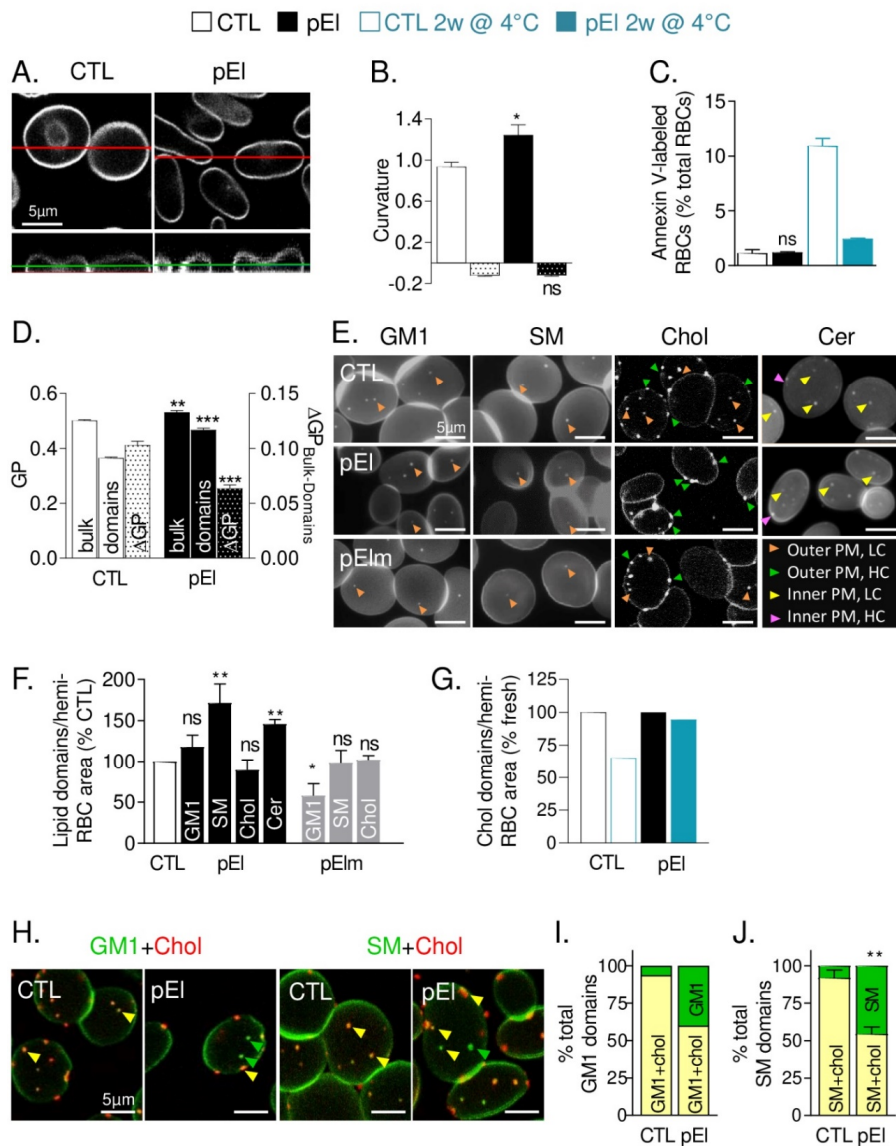 CTL pEl CTL 2w @ 4°C pEl 2w @ 4°C
A.
CTL pEl
5µm
B.
Curvature
1.4
1.0
0.6
0.2
-0.2
*
ns
C.
Annexin V-labeled
RBCs (% total RBCs)
15
10
5
0
ns
D.
GP
0.6
0.4
0.2
0.0
bulk
domains
ΔGP
**
***
***
bulk
domains
ΔGP
0.15
0.10
0.05
0.00
ΔGP Bulk-Domains
CTL pEl
E.
GM1 SM Chol Cer
CTL
5µm
pEl
pElm
Outer PM, LC
Outer PM, HC
Inner PM, LC
Inner PM, HC
F.
Lipid domains/hemi-
RBC area (% CTL)
200
150
100
50
0
ns
**
ns
**
*
ns
ns
GM1
SM
Chol
Cer
GM1
SM
Chol
CTL pEl pElm
G.
Chol domains/hemi-
RBC area (% fresh)
125
100
75
50
25
0
CTL pEl
H.
GM1+Chol SM+Chol
CTL pEl CTL pEl
5µm
I.
% total
GM1 domains
100
75
50
25
0
GM1+chol
GM1+chol
GM1
CTL pEl
J.
% total
SM domains
100
75
50
25
0
**
SM+chol
SM+chol
SM
CTL pEl